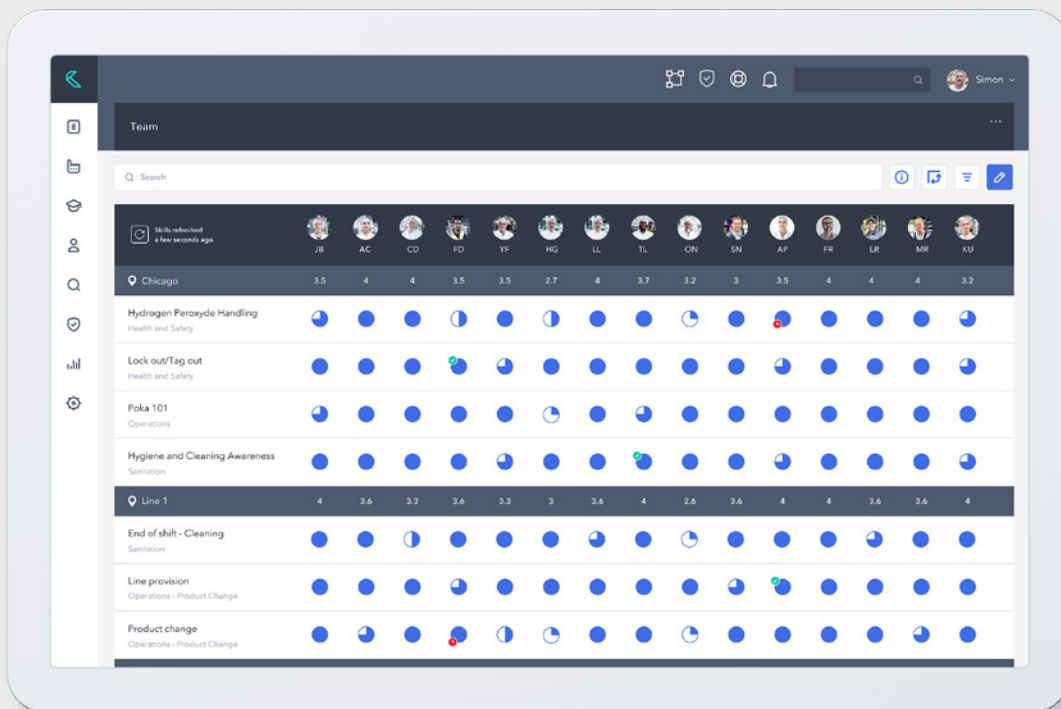 Simon
Team
...
Search
Skills refreshed
a few seconds ago
JB AC CD FD YF HG LL TL ON SN AP FR LR MR KU
Chicago 3.5 4 4 3.5 3.5 2.7 4 3.7 3.2 3 3.5 4 4 4 3.2
Hydrogen Peroxyde Handling
Health and Safety
Lock out/Tag out
Health and Safety
Poka 101
Operations
Hygiene and Cleaning Awareness
Sanitation
Line 1 4 3.6 3.3 3.6 3.3 3 3.6 4 2.6 3.6 4 4 3.6 3.6 4
End of shift - Cleaning
Sanitation
Line provision
Operations - Product Change
Product change
Operations - Product Change